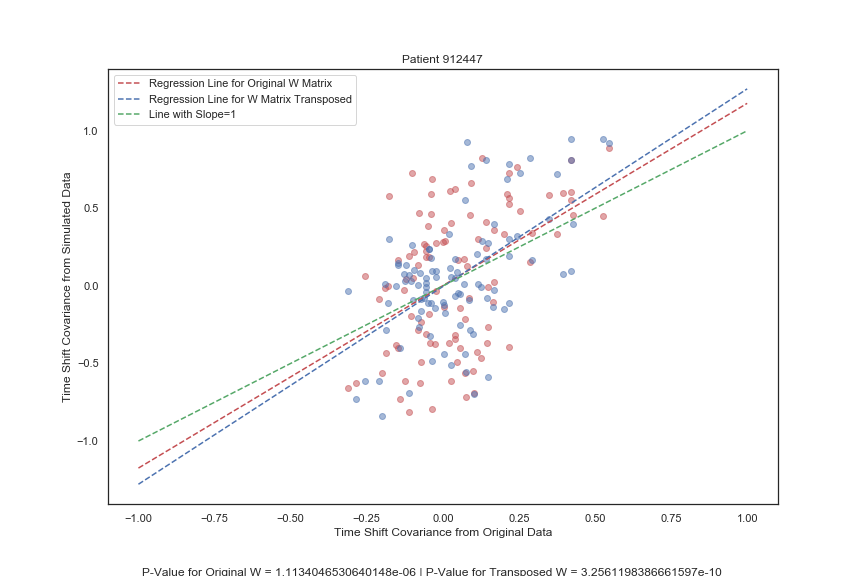 Patient 912447
Regression Line for Original W Matrix
Regression Line for W Matrix Transposed
Line with Slope=1
1.0
0.5
0.0
−0.5
−1.0
Time Shift Covariance from Simulated Data
−1.00 −0.75 −0.50 −0.25 0.00 0.25 0.50 0.75 1.00
Time Shift Covariance from Original Data
P-Value for Original W = 1.1134046530640148e-06 | P-Value for Transposed W = 3.2561198386661597e-10